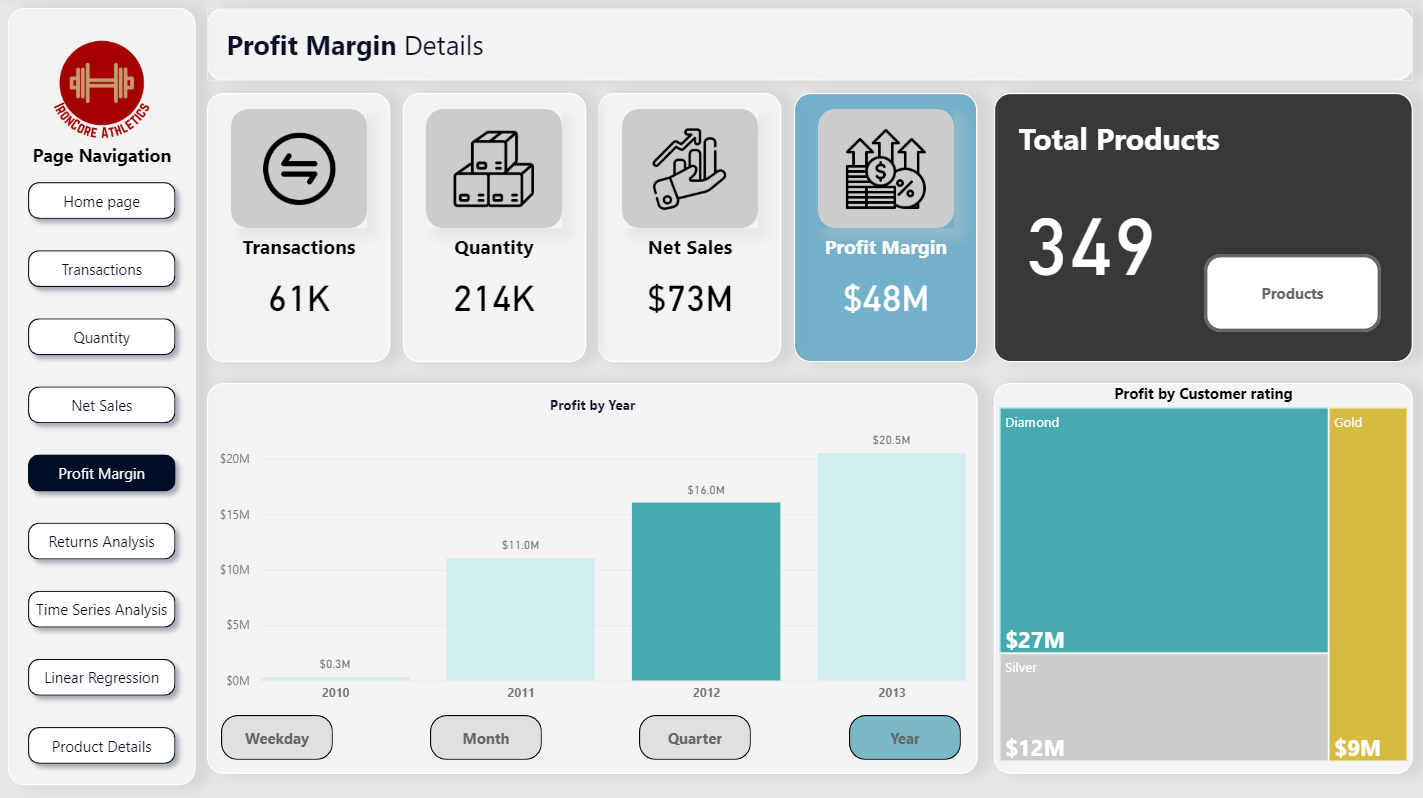 IRONCORE ATHLETICS
Page Navigation
Home page
Transactions
Quantity
Net Sales
Profit Margin
Returns Analysis
Time Series Analysis
Linear Regression
Product Details
Profit Margin Details
Transactions
61K
Quantity
214K
Net Sales
$73M
$
%
Profit Margin
$48M
Total Products
349
Products
Profit by Year
$20M
$15M
$10M
$5M
$0M
$0.3M
$11.0M
$16.0M
$20.5M
2010
2011
2012
2013
Weekday
Month
Quarter
Year
Profit by Customer rating
Diamond
$27M
Silver
$12M
Gold
$9M